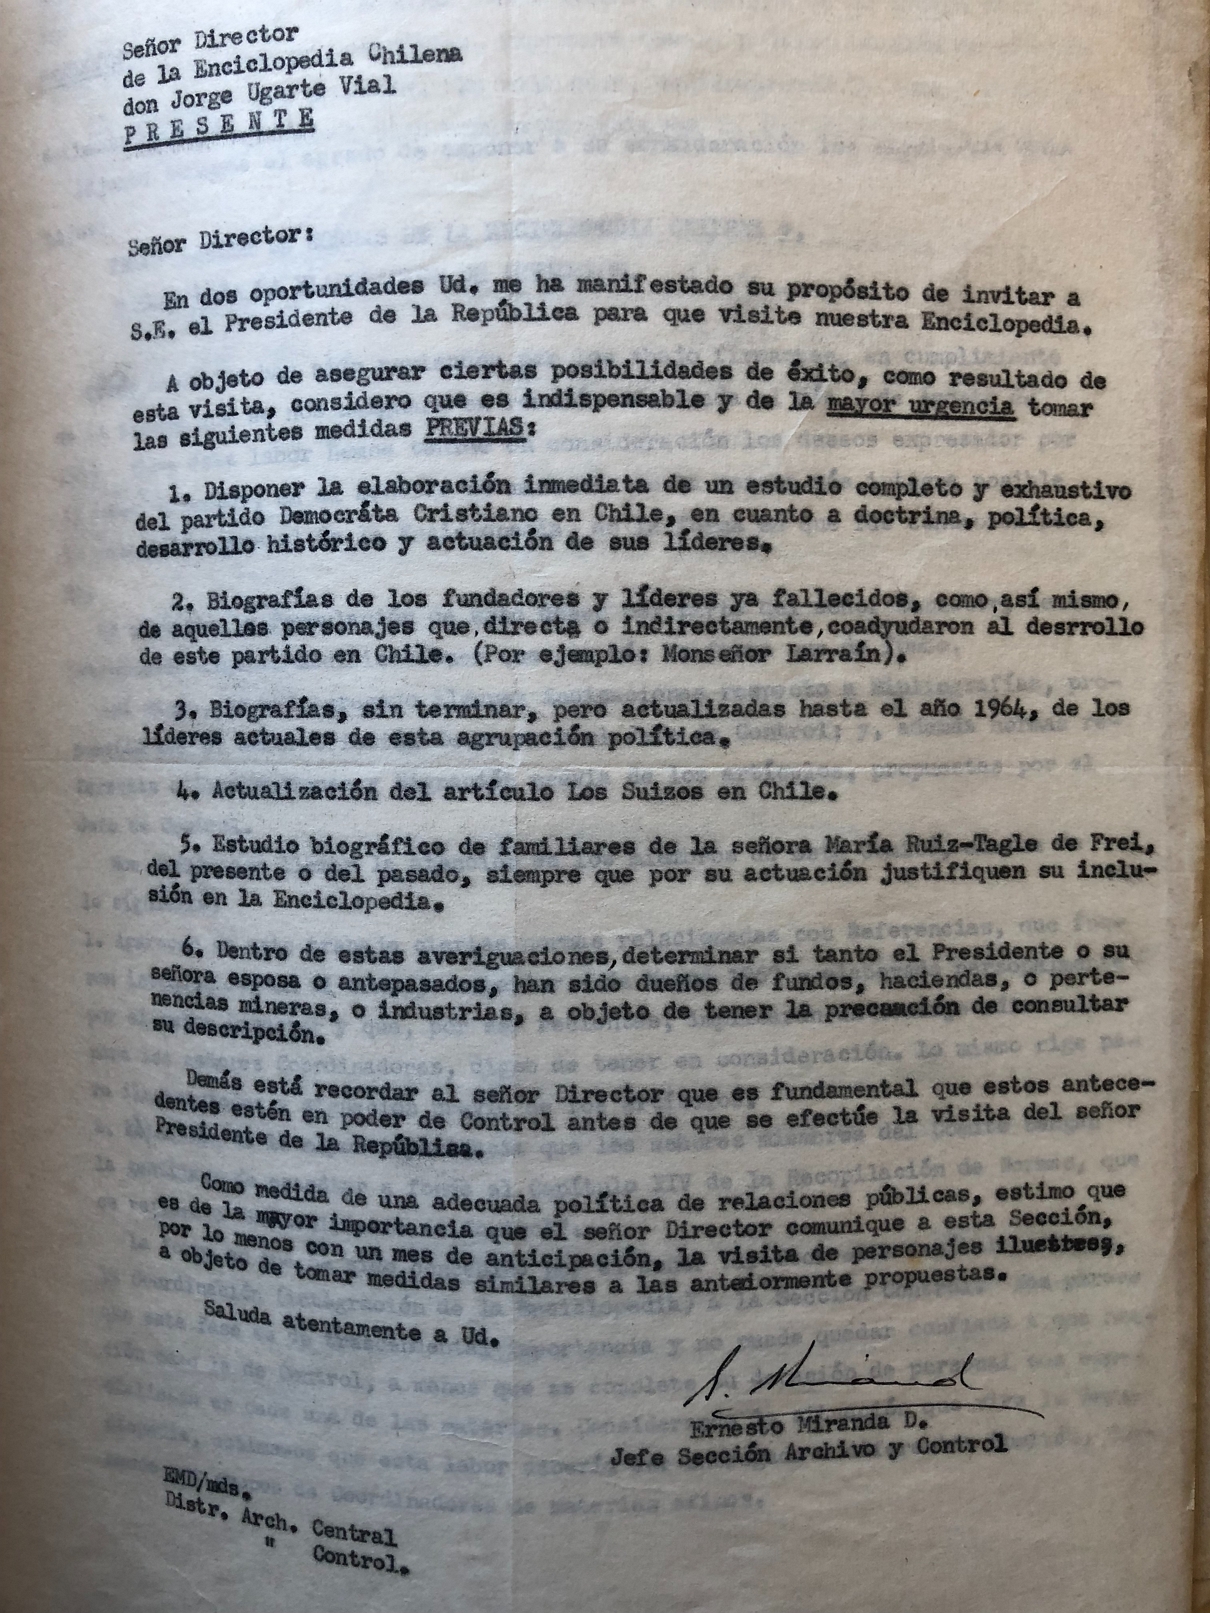 Señor Director
de la Enciclopedia Chilena
don Jorge Ugarte Vial
P R E S E N T E
Señor Director:
En dos oportunidades Ud. me ha manifestado su propósito de invitar a
S.E. el Presidente de la República para que visite nuestra Enciclopedia.
A objeto de asegurar ciertas posibilidades de éxito, como resultado de
esta visita, considero que es indispensable y de la mayor urgencia tomar
las siguientes medidas PREVIAS:
1. Disponer la elaboración inmediata de un estudio completo y exhaustivo
del partido Democráta Cristiano en Chile, en cuanto a doctrina, política,
desarrollo histórico y actuación de sus líderes.
2. Biografías de los fundadores y líderes ya fallecidos, como,así mismo,
de aquellos personajes que,directa o indirectamente,coadyudaron al desrrollo
de este partido en Chile. (Por ejemplo: Monseñor Larraín).
3. Biografías, sin terminar, pero actualizadas hasta el año 1964, de los
líderes actuales de esta agrupación política.
4. Actualización del artículo Los Suizos en Chile.
5. Estudio biográfico de familiares de la señora María Ruiz-Tagle de Frei,
del presente o del pasado, siempre que por su actuación justifiquen su inclu-
sión en la Enciclopedia.
6. Dentro de estas averiguaciones,determinar si tanto el Presidente o su
señora esposa o antepasados, han sido dueños de fundos, haciendas, o perte-
nencias mineras, o industrias, a objeto de tener la precaución de consultar
su descripción.
Demás está recordar al señor Director que es fundamental que estos antece-
dentes estén en poder de Control antes de que se efectúe la visita del señor
Presidente de la República.
Como medida de una adecuada política de relaciones públicas, estimo que
es de la mayor importancia que el señor Director comunique a esta Sección,
por lo menos con un mes de anticipación, la visita de personajes ilustres,
a objeto de tomar medidas similares a las anteriormente propuestas.
Saluda atentamente a Ud.
Ernesto Miranda D.
Jefe Sección Archivo y Control
EMD/mds.
Distr. Arch. Central
" Control.